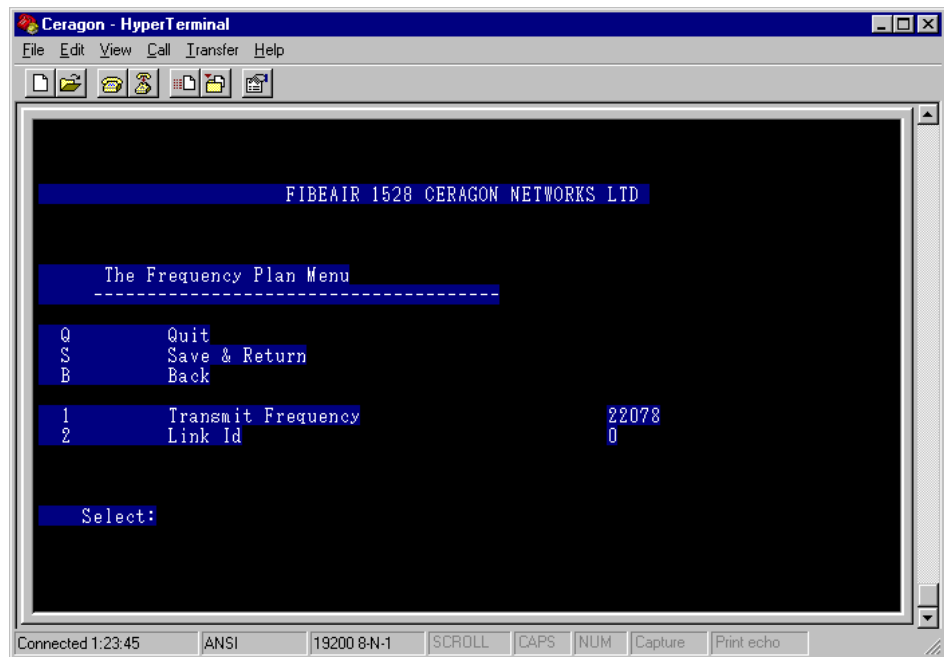 Ceragon - HyperTerminal
File Edit View Call Transfer Help
FIBEAIR 1528 CERAGON NETWORKS LTD
The Frequency Plan Menu
---------------------------------------
Q Quit
S Save & Return
B Back
1 Transmit Frequency 22078
2 Link Id 0
Select:
Connected 1:23:45 ANSI 19200 8-N-1 SCROLL CAPS NUM Capture Print echo